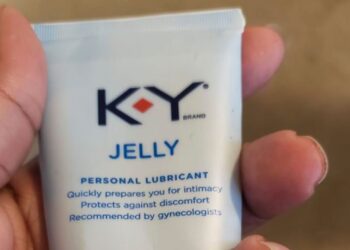 K-Y®
BRAND
JELLY
PERSONAL LUBRICANT
Quickly prepares you for intimacy
Protects against discomfort
Recommended by gynecologists